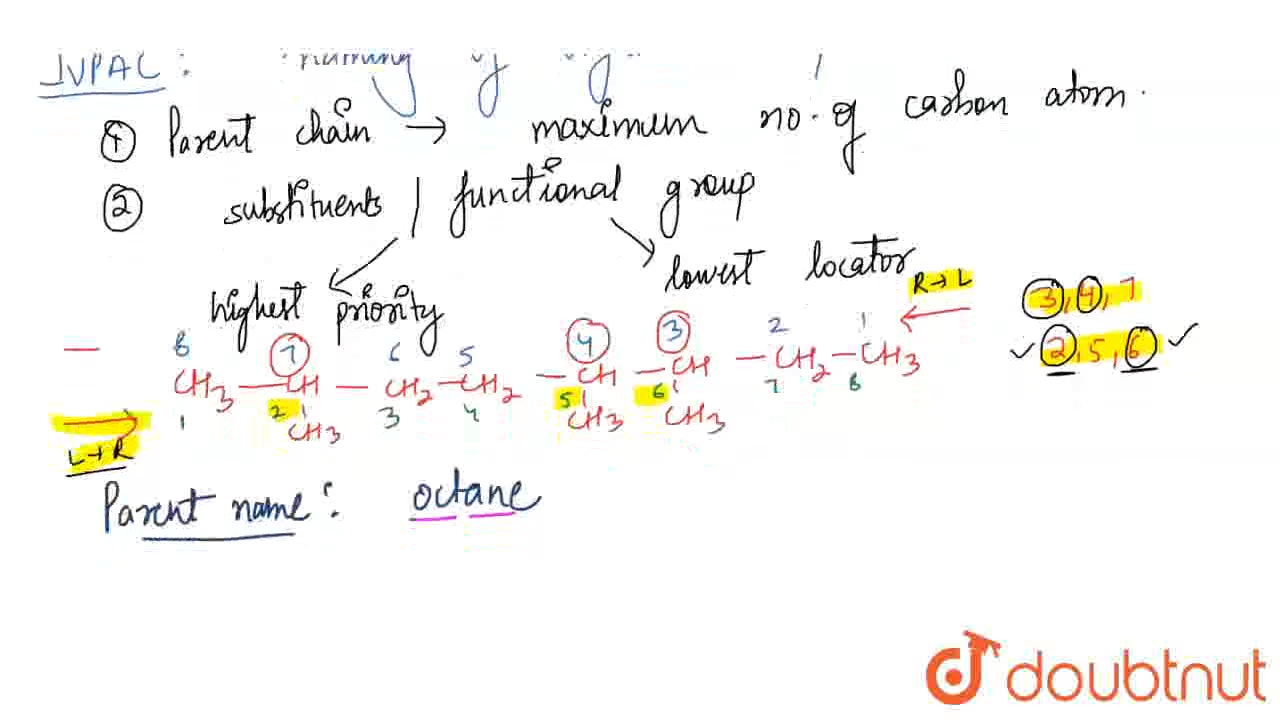 IUPAC : naming of
① Parent chain → maximum no. of carbon atom.
② substituents / functional group
highest priority
lowest locator
R→L
3, 4, 7
2, 5, 6
8 7 6 5 4 3 2 1
CH3 — CH — CH2 — CH2 — CH — CH — CH2 — CH3
1 2 3 4 5 6 7 8
CH3 CH3 CH3
L→R
Parent name : octane
doubtnut